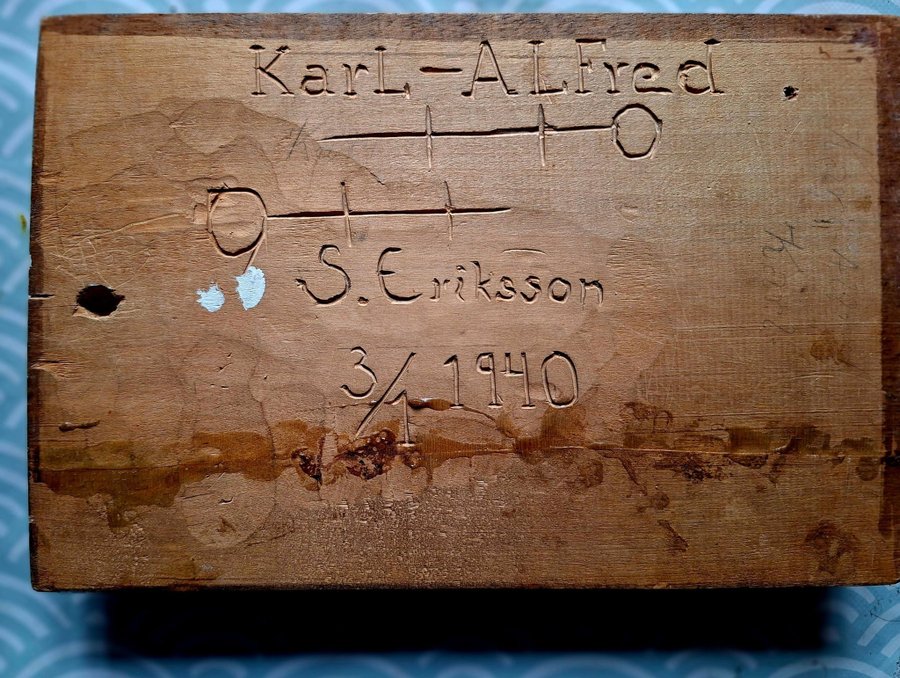 Karl-Alfred
S. Eriksson
3/1 1940